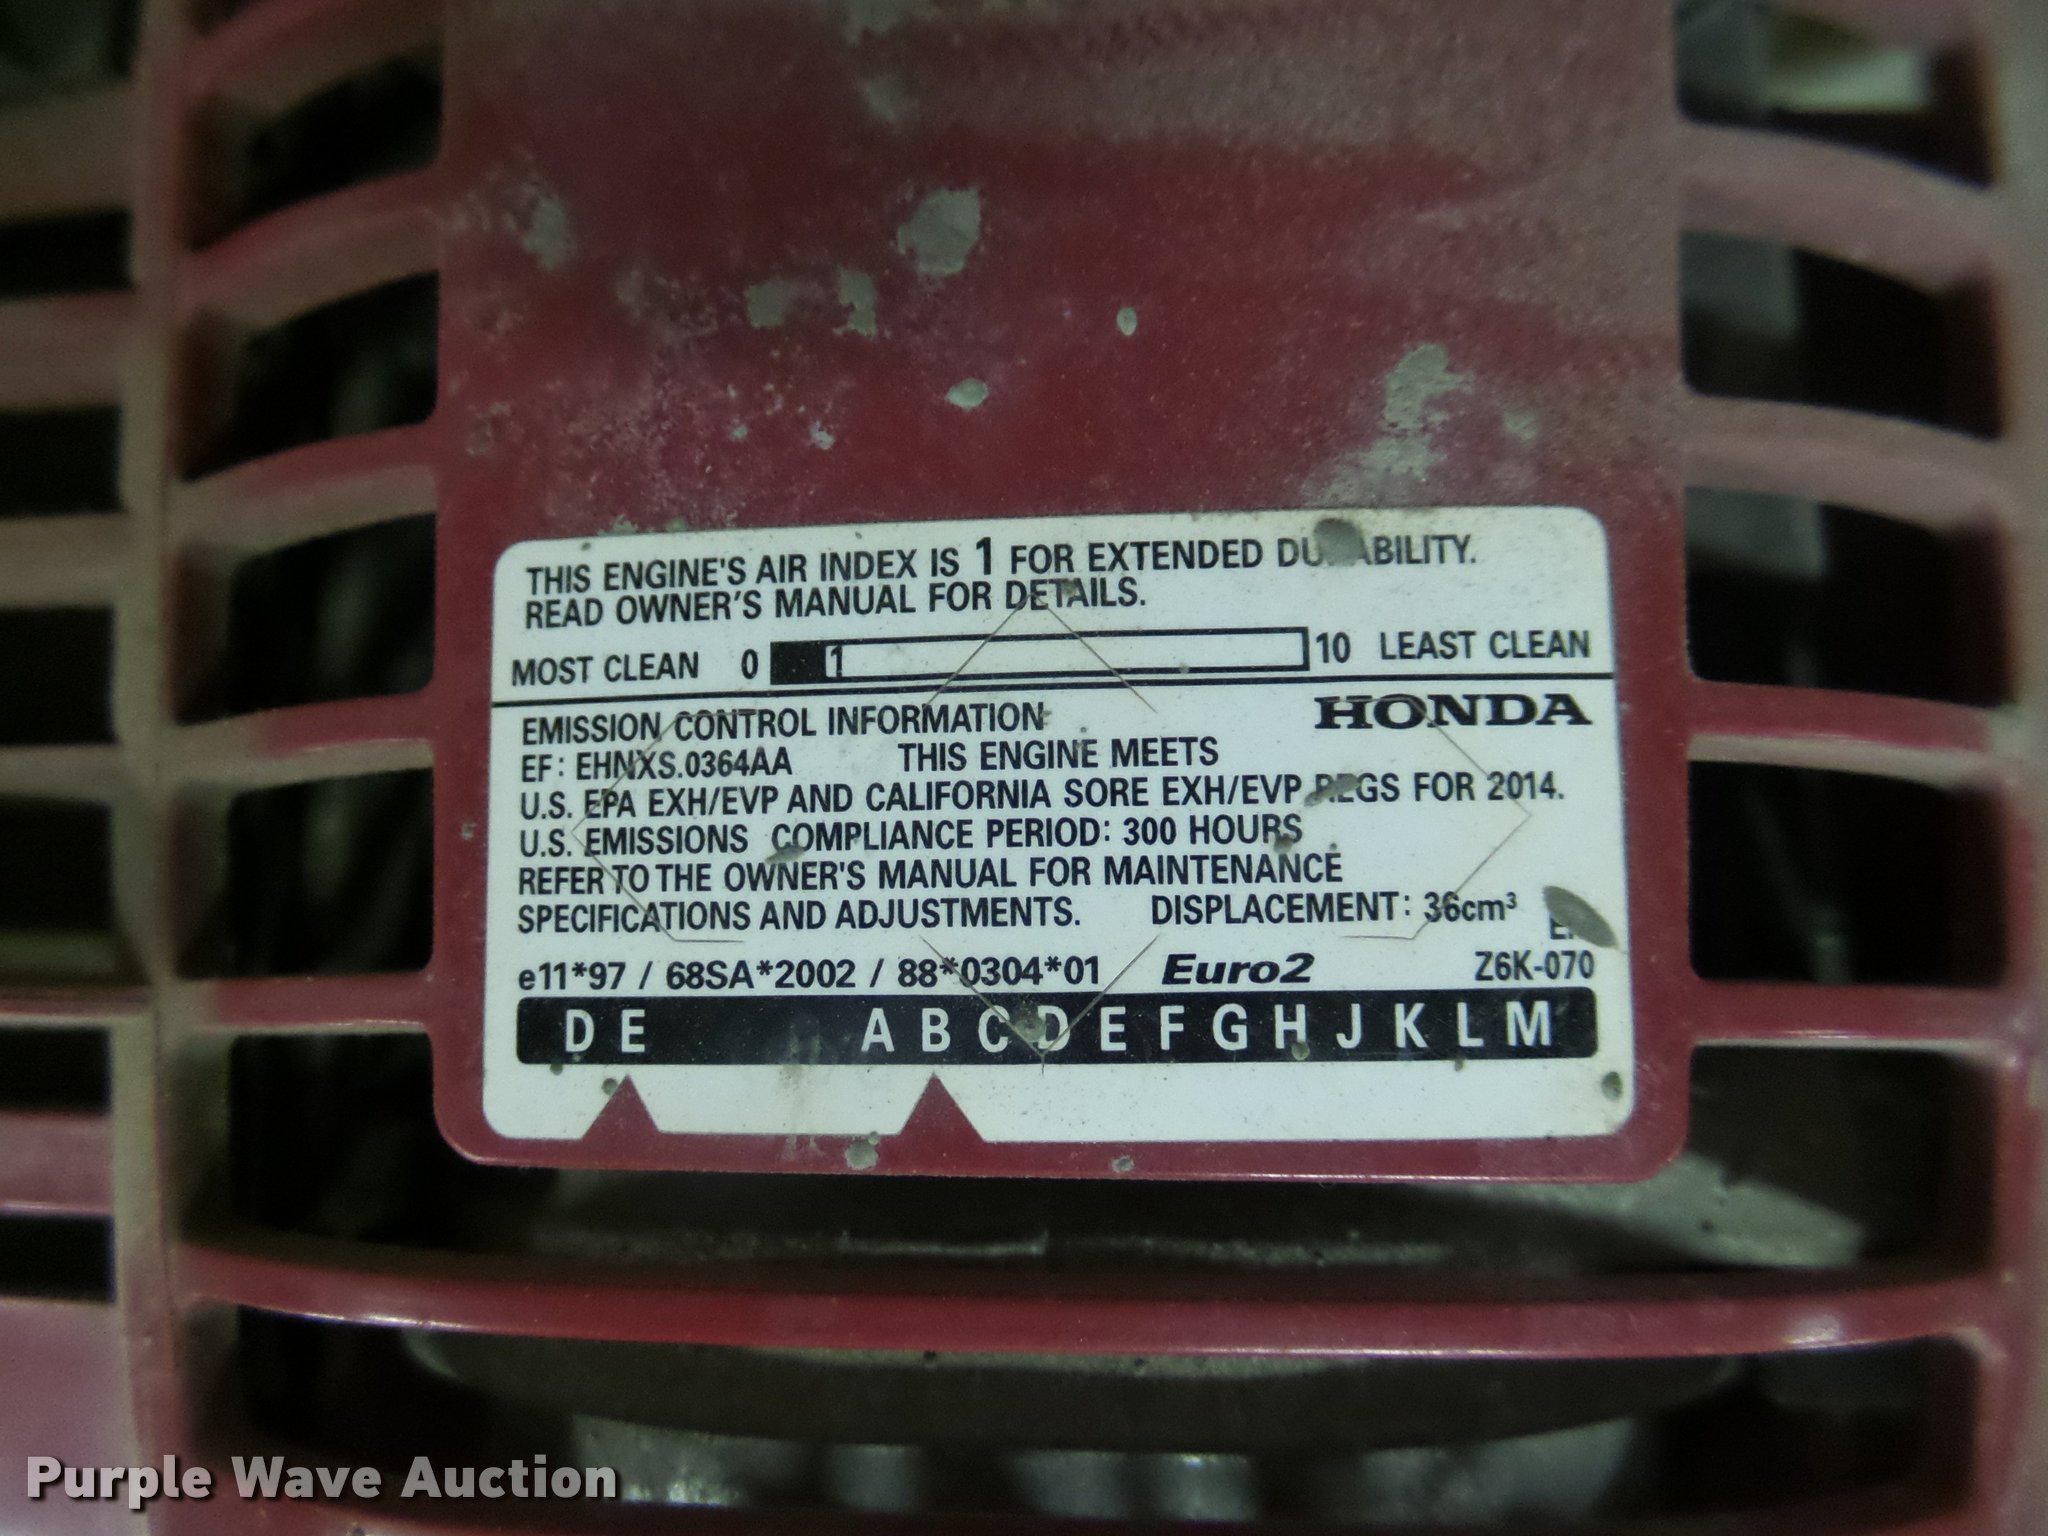 THIS ENGINE'S AIR INDEX IS 1 FOR EXTENDED
READ OWNER'S MANUAL FOR DETAILS.
MOST CLEAN 0 1 10 LEAST CLEAN
EMISSION CONTROL INFORMATION HONDA
EF: EHNXS.0364AA THIS ENGINE MEETS
U.S. EPA EXH/EVP AND CALIFORNIA SORE EXH/EVP REGS FOR 2014.
U.S. EMISSIONS COMPLIANCE PERIOD: 300 HOURS
REFER TO THE OWNER'S MANUAL FOR MAINTENANCE
SPECIFICATIONS AND ADJUSTMENTS. DISPLACEMENT: 36cm³
e11*97 / 68SA*2002 / 88*0304*01 Euro2 Z6K-070
D E A B C D E F G H J K L M
Purple Wave Auction